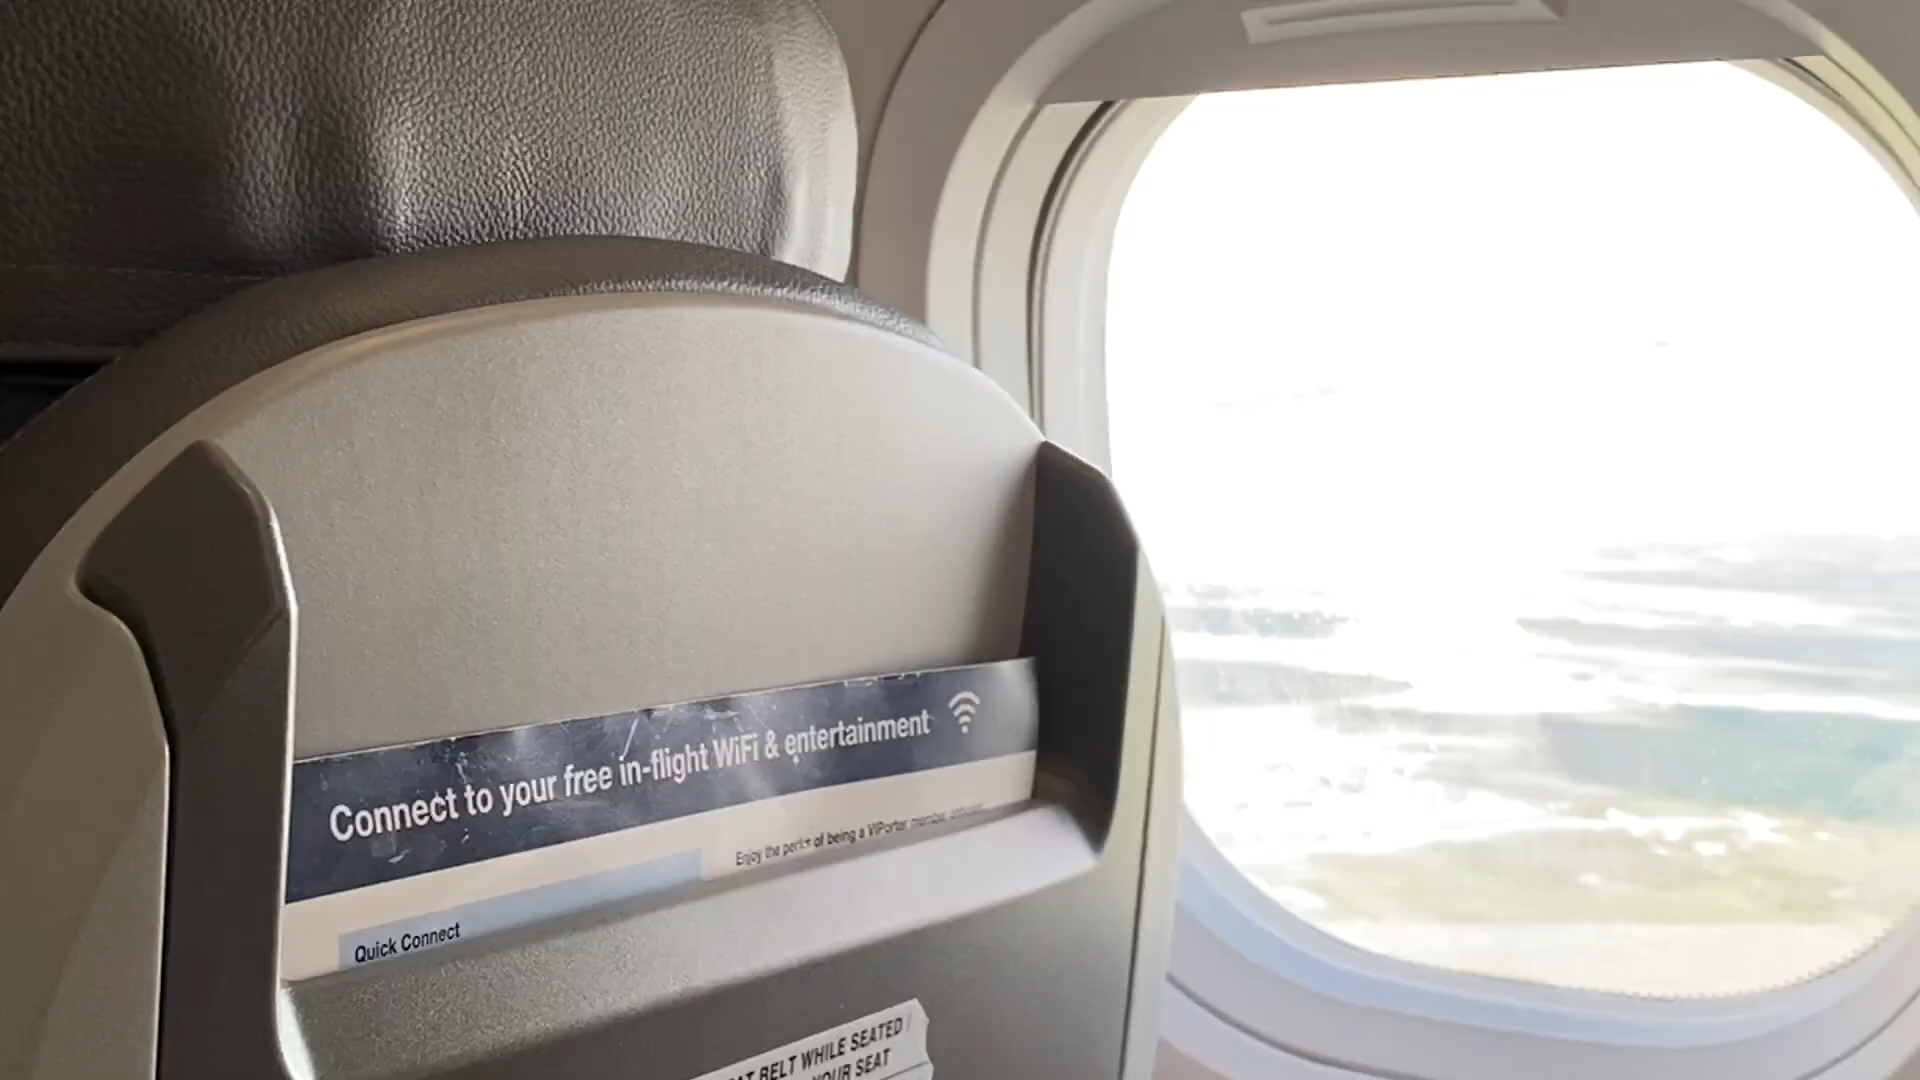 Connect to your free in-flight WiFi & entertainment
Enjoy the perks of being a VIPorter member
Quick Connect
BELT WHILE SEATED /
YOUR SEAT